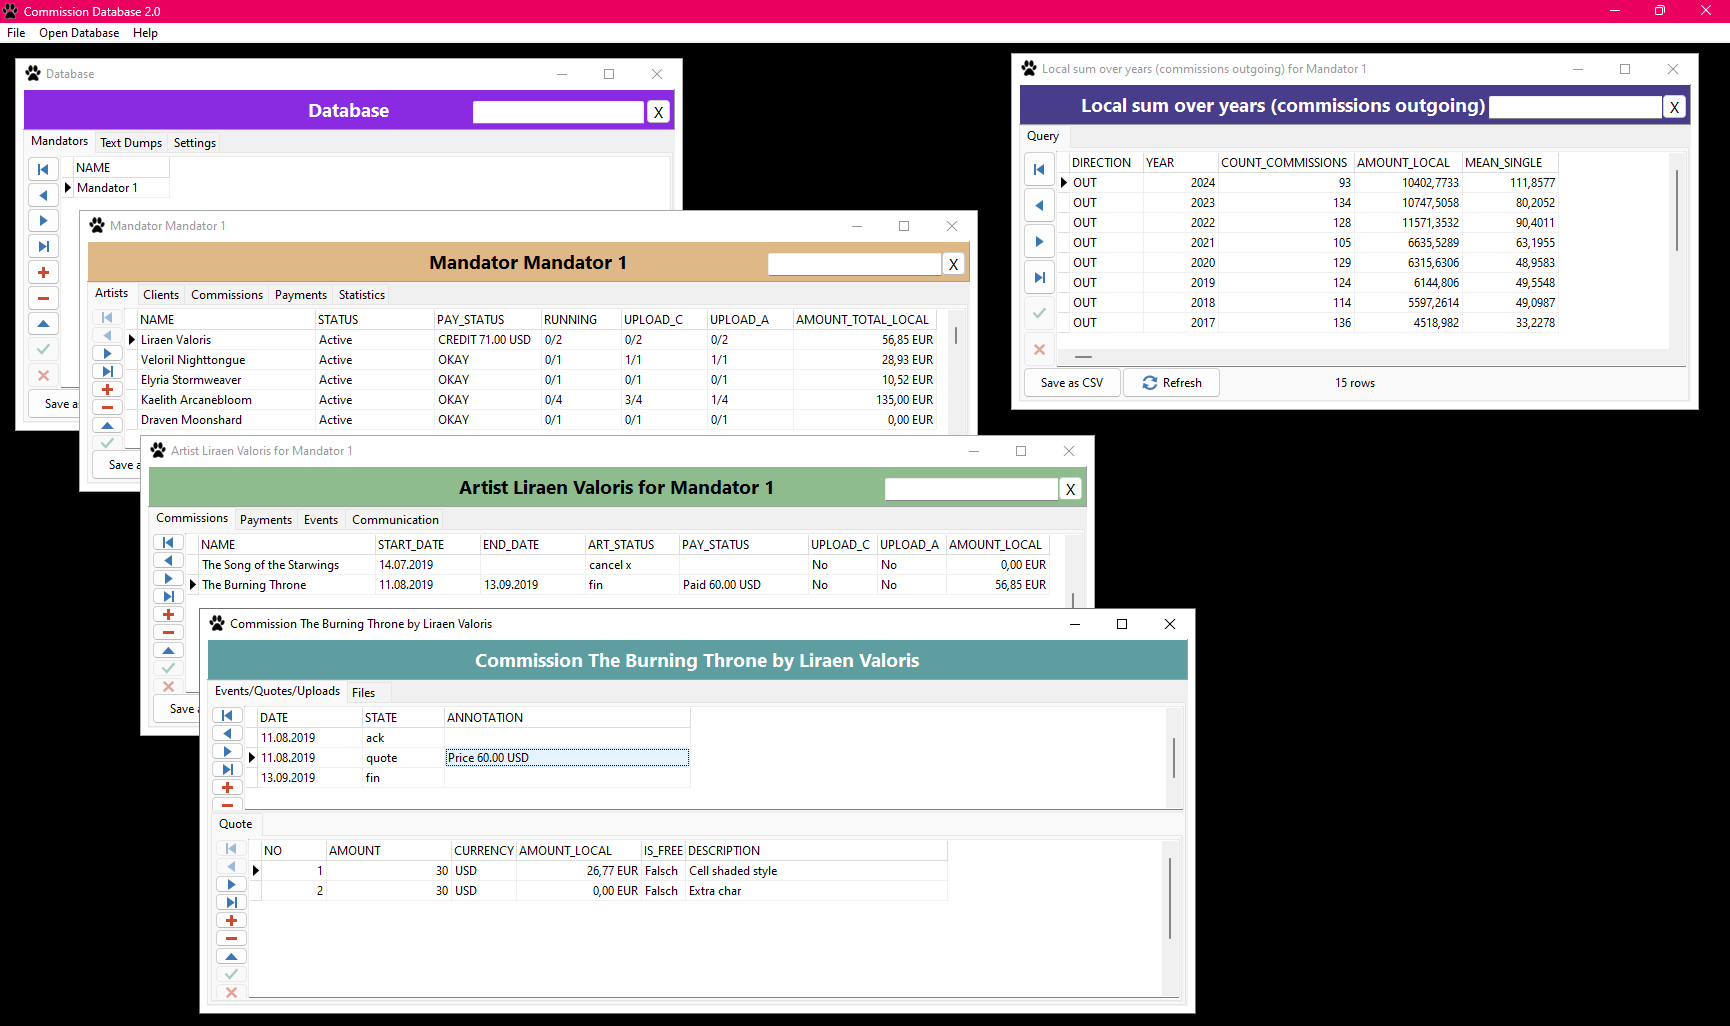 Commission Database 2.0
File Open Database Help
Database
Database X
Mandators Text Dumps Settings
NAME
Mandator 1
Save a
Mandator Mandator 1
Mandator Mandator 1 X
Artists Clients Commissions Payments Statistics
NAME STATUS PAY_STATUS RUNNING UPLOAD_C UPLOAD_A AMOUNT_TOTAL_LOCAL
Liraen Valoris Active CREDIT 71.00 USD 0/2 0/2 0/2 56,85 EUR
Veloril Nighttongue Active OKAY 0/1 1/1 1/1 28,93 EUR
Elyria Stormweaver Active OKAY 0/1 0/1 0/1 10,52 EUR
Kaelith Arcanebloom Active OKAY 0/4 3/4 1/4 135,00 EUR
Draven Moonshard Active OKAY 0/1 0/1 0/1 0,00 EUR
Save a
Artist Liraen Valoris for Mandator 1
Artist Liraen Valoris for Mandator 1 X
Commissions Payments Events Communication
NAME START_DATE END_DATE ART_STATUS PAY_STATUS UPLOAD_C UPLOAD_A AMOUNT_LOCAL
The Song of the Starwings 14.07.2019 cancel x No No 0,00 EUR
The Burning Throne 11.08.2019 13.09.2019 fin Paid 60.00 USD No No 56,85 EUR
Save a
Commission The Burning Throne by Liraen Valoris
Commission The Burning Throne by Liraen Valoris
Events/Quotes/Uploads Files
DATE STATE ANNOTATION
11.08.2019 ack
11.08.2019 quote Price 60.00 USD
13.09.2019 fin
Quote
NO AMOUNT CURRENCY AMOUNT_LOCAL IS_FREE DESCRIPTION
1 30 USD 26,77 EUR Falsch Cell shaded style
2 30 USD 0,00 EUR Falsch Extra char
Local sum over years (commissions outgoing) for Mandator 1
Local sum over years (commissions outgoing) X
Query
DIRECTION YEAR COUNT_COMMISSIONS AMOUNT_LOCAL MEAN_SINGLE
OUT 2024 93 10402,7733 111,8577
OUT 2023 134 10747,5058 80,2052
OUT 2022 128 11571,3532 90,4011
OUT 2021 105 6635,5289 63,1955
OUT 2020 129 6315,6306 48,9583
OUT 2019 124 6144,806 49,5548
OUT 2018 114 5597,2614 49,0987
OUT 2017 136 4518,982 33,2278
Save as CSV Refresh 15 rows